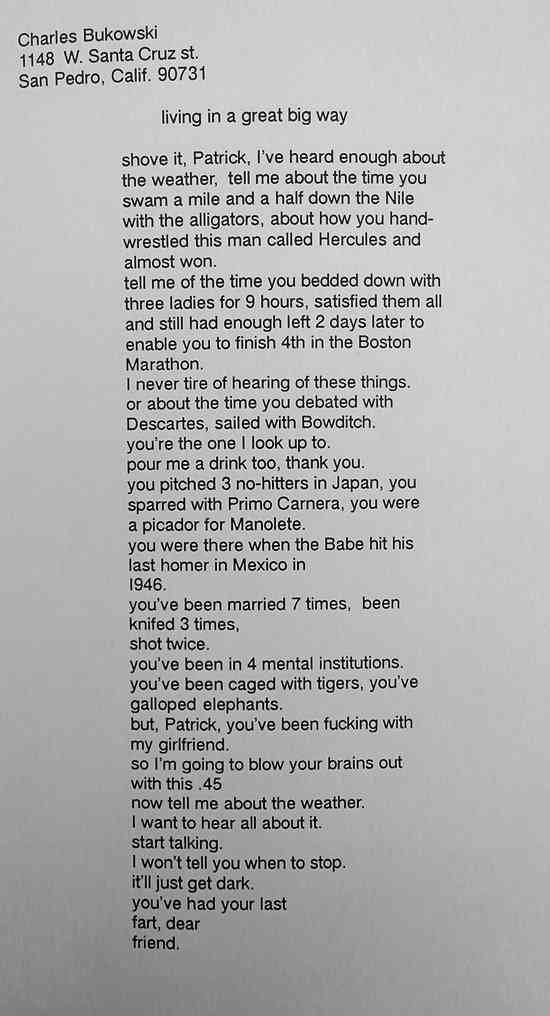 Charles Bukowski
1148 W. Santa Cruz st.
San Pedro, Calif. 90731
living in a great big way
shove it, Patrick, I've heard enough about
the weather, tell me about the time you
swam a mile and a half down the Nile
with the alligators, about how you hand-
wrestled this man called Hercules and
almost won.
tell me of the time you bedded down with
three ladies for 9 hours, satisfied them all
and still had enough left 2 days later to
enable you to finish 4th in the Boston
Marathon.
I never tire of hearing of these things.
or about the time you debated with
Descartes, sailed with Bowditch.
you're the one I look up to.
pour me a drink too, thank you.
you pitched 3 no-hitters in Japan, you
sparred with Primo Carnera, you were
a picador for Manolete.
you were there when the Babe hit his
last homer in Mexico in
l946.
you've been married 7 times, been
knifed 3 times,
shot twice.
you've been in 4 mental institutions.
you've been caged with tigers, you've
galloped elephants.
but, Patrick, you've been fucking with
my girlfriend.
so I'm going to blow your brains out
with this .45
now tell me about the weather.
I want to hear all about it.
start talking.
I won't tell you when to stop.
it'll just get dark.
you've had your last
fart, dear
friend.